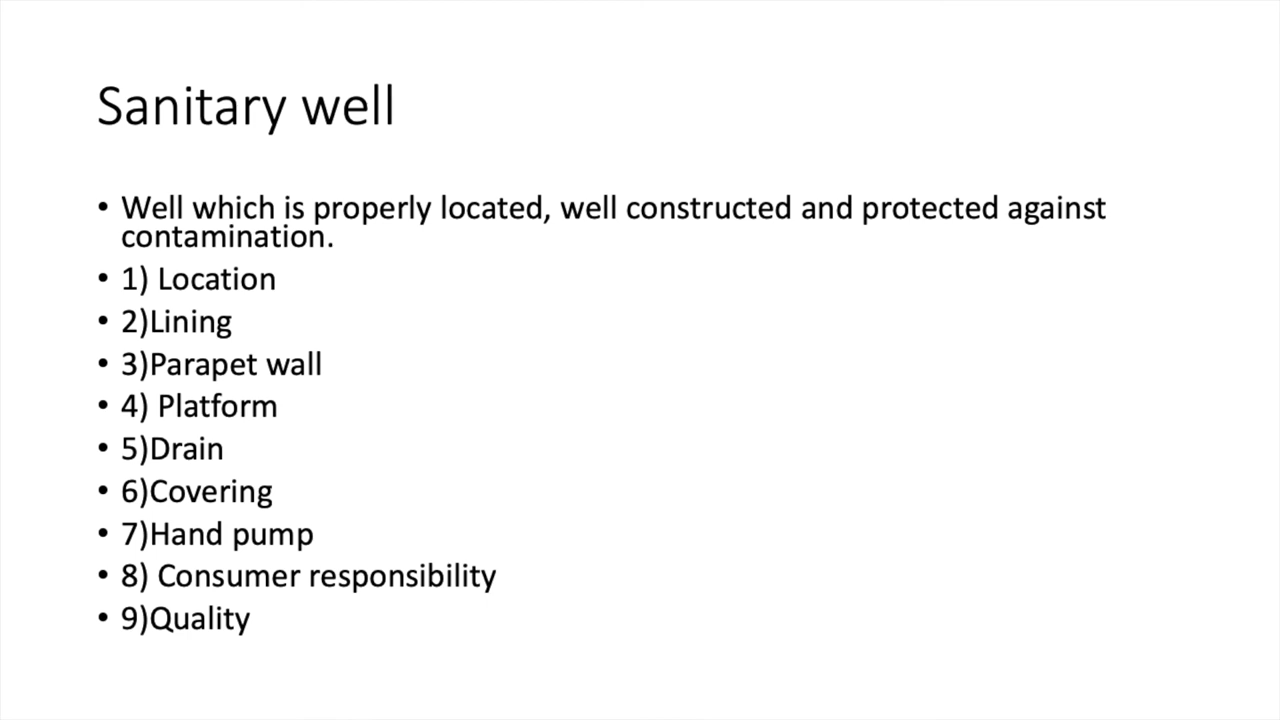 Sanitary well
• Well which is properly located, well constructed and protected against
contamination.
• 1) Location
• 2)Lining
• 3)Parapet wall
• 4) Platform
• 5)Drain
• 6)Covering
• 7)Hand pump
• 8) Consumer responsibility
• 9)Quality